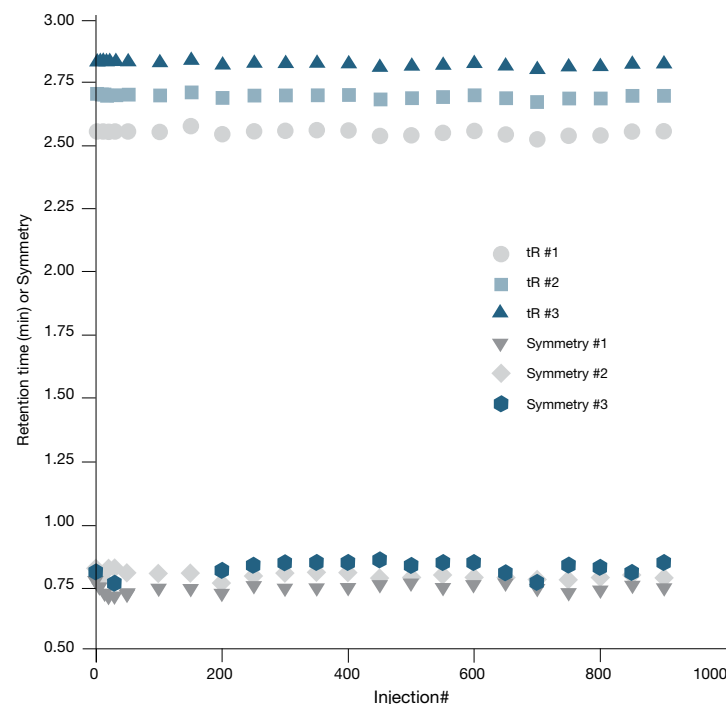 3.00
2.75
2.50
2.25
2.00
1.75
1.50
1.25
1.00
0.75
0.50
Retention time (min) or Symmetry
tR #1
tR #2
tR #3
Symmetry #1
Symmetry #2
Symmetry #3
0 200 400 600 800 1000
Injection#